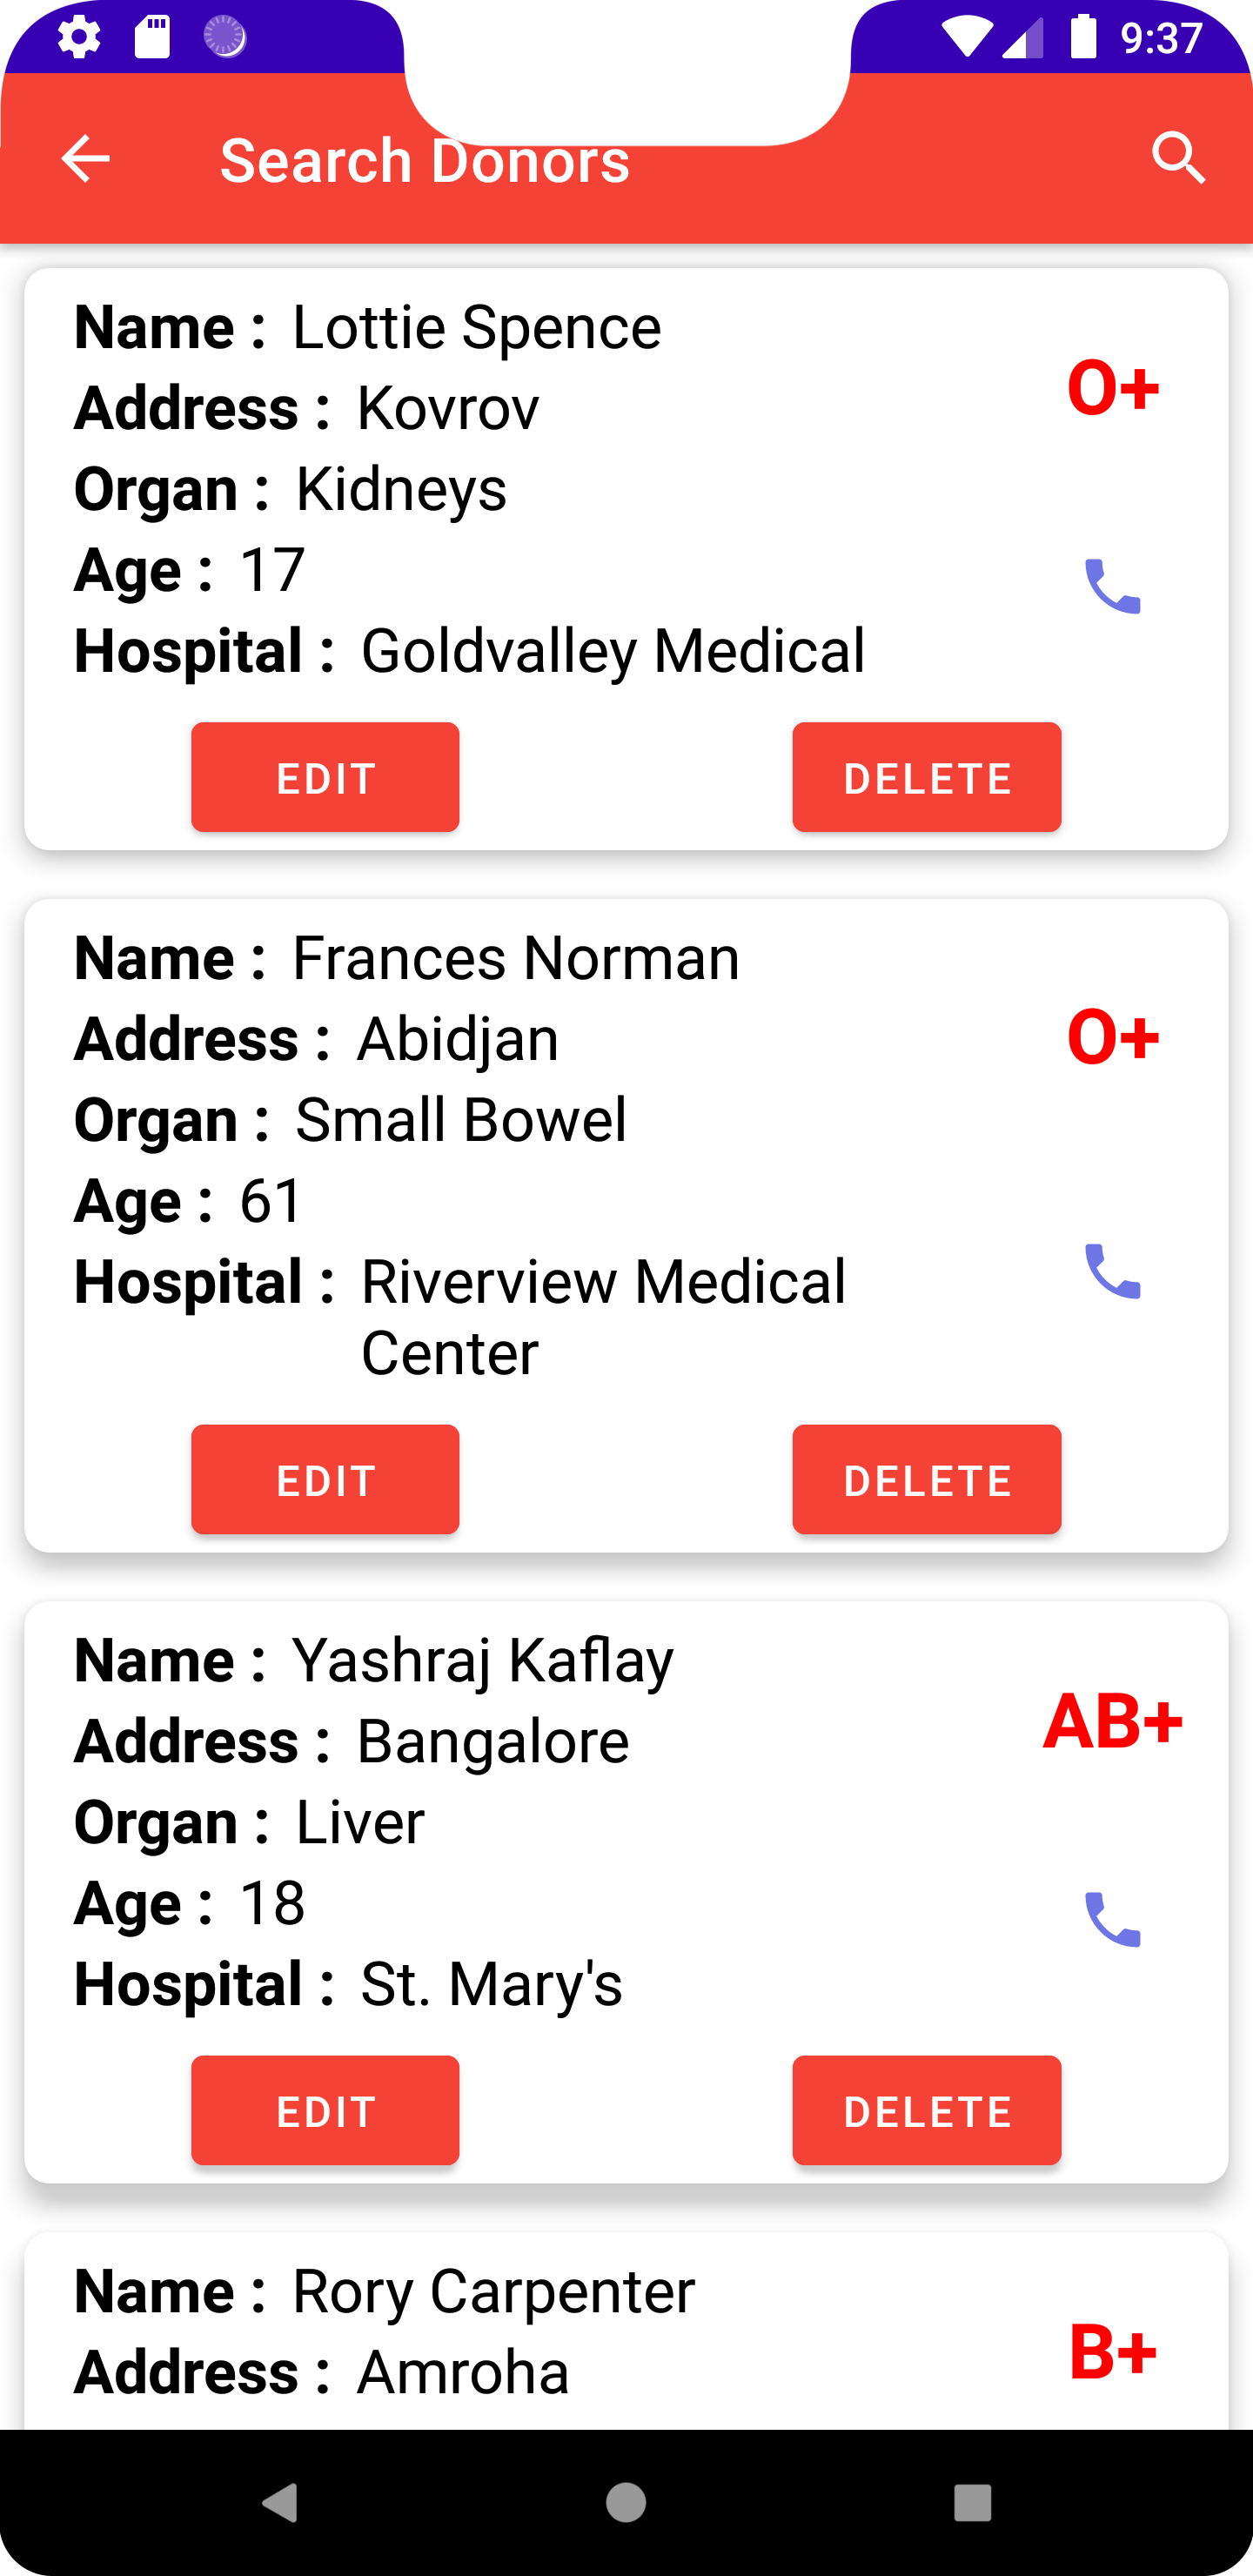 9:37
Search Donors
Name : Lottie Spence
O+
Address : Kovrov
Organ : Kidneys
Age : 17
Hospital : Goldvalley Medical
EDIT DELETE
Name : Frances Norman
O+
Address : Abidjan
Organ : Small Bowel
Age : 61
Hospital : Riverview Medical
Center
EDIT DELETE
Name : Yashraj Kaflay
AB+
Address : Bangalore
Organ : Liver
Age : 18
Hospital : St. Mary's
EDIT DELETE
Name : Rory Carpenter
B+
Address : Amroha